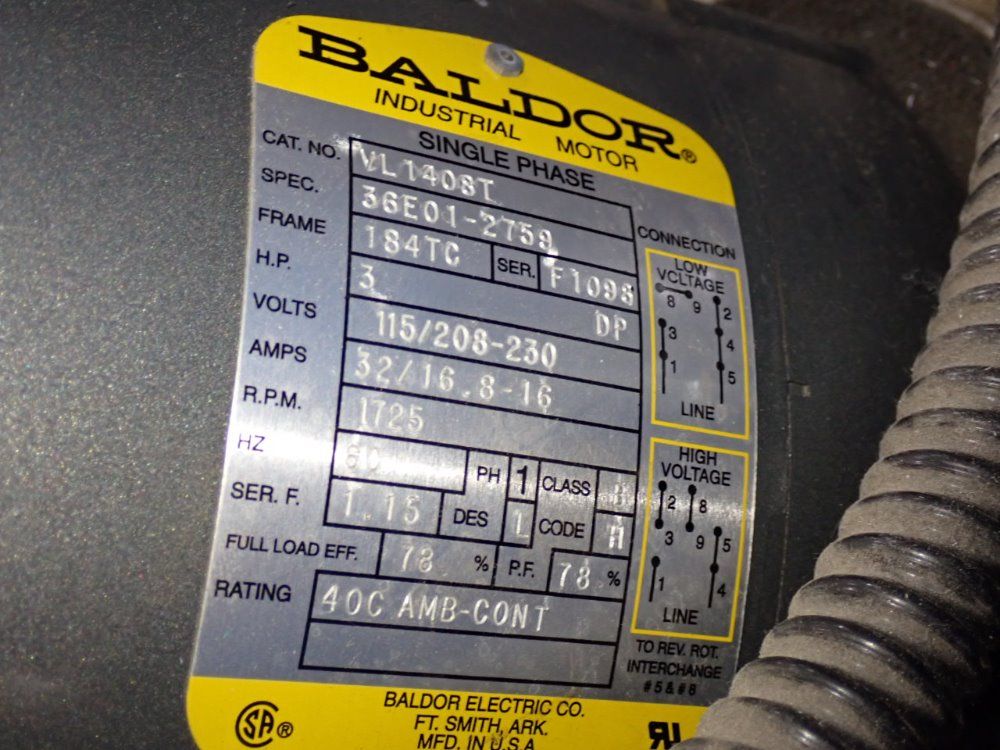 BALDOR®
INDUSTRIAL MOTOR
SINGLE PHASE
CAT. NO. VL1408T
SPEC. 36E01-2759
FRAME 184TC SER. F1098
H.P. 3 DP
VOLTS 115/208-230
AMPS 32/16.8-16
R.P.M. 1725
HZ 60 PH 1 CLASS
SER. F. 1.15 DES L CODE H
FULL LOAD EFF. 78 % P.F. 78 %
RATING 40C AMB-CONT
CONNECTION
LOW
VOLTAGE
8 9 2
3 4
1 5
LINE
HIGH
VOLTAGE
2 8
3 9 5
1 4
LINE
TO REV. ROT.
INTERCHANGE
#5 & #8
SA®
BALDOR ELECTRIC CO.
FT. SMITH, ARK.
MFD. IN U.S.A